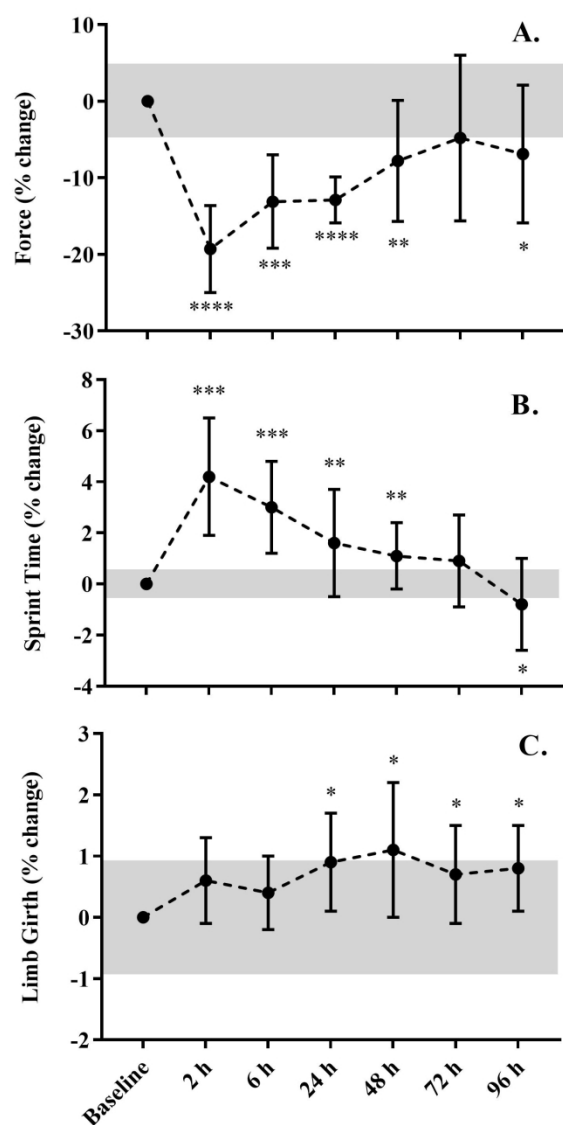 A.
Force (% change)
10
0
-10
-20
-30
****
***
****
**
*
B.
Sprint Time (% change)
8
6
4
2
0
-2
-4
***
***
**
**
*
C.
Limb Girth (% change)
3
2
1
0
-1
-2
*
*
*
*
Baseline
2 h
6 h
24 h
48 h
72 h
96 h